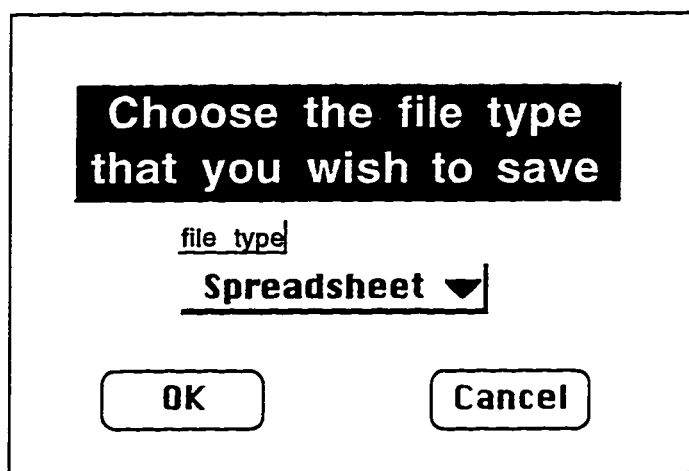 Choose the file type
that you wish to save
file type
Spreadsheet
OK
Cancel